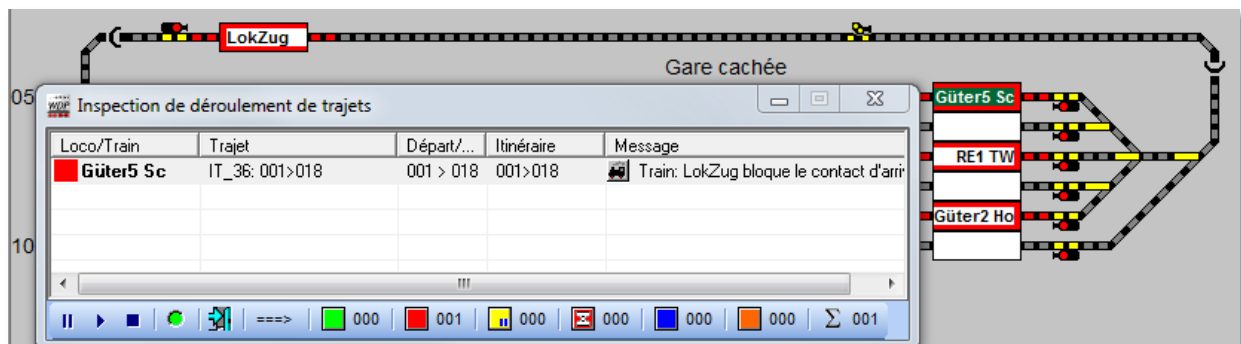 LokZug
Gare cachée
05
WDP Inspection de déroulement de trajets
Güter5 Sc
Loco/Train Trajet Départ/... Itinéraire Message
RE1 TW
Güter5 Sc IT_36: 001>018 001 > 018 001>018 Train: LokZug bloque le contact d'arri
Güter2 Ho
10
===> 000 001 000 000 000 000 Σ 001